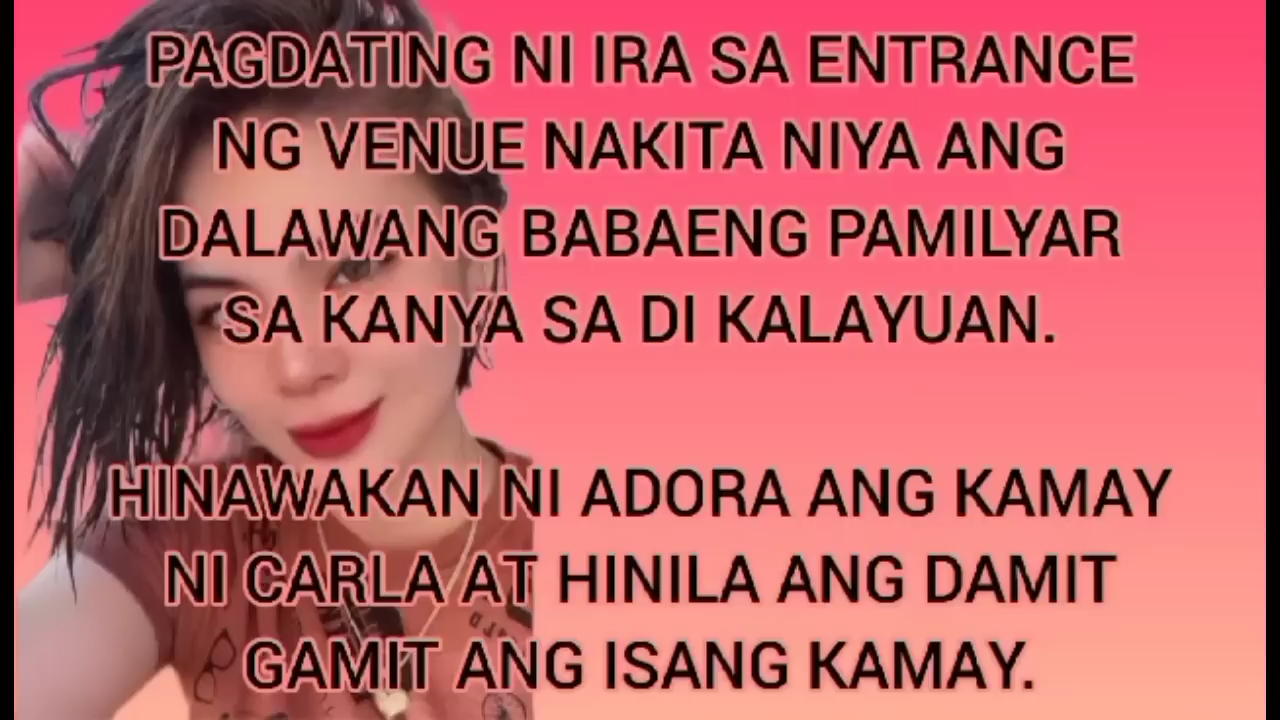 PAGDATING NI IRA SA ENTRANCE
NG VENUE NAKITA NIYA ANG
DALAWANG BABAENG PAMILYAR
SA KANYA SA DI KALAYUAN.
HINAWAKAN NI ADORA ANG KAMAY
NI CARLA AT HINILA ANG DAMIT
GAMIT ANG ISANG KAMAY.